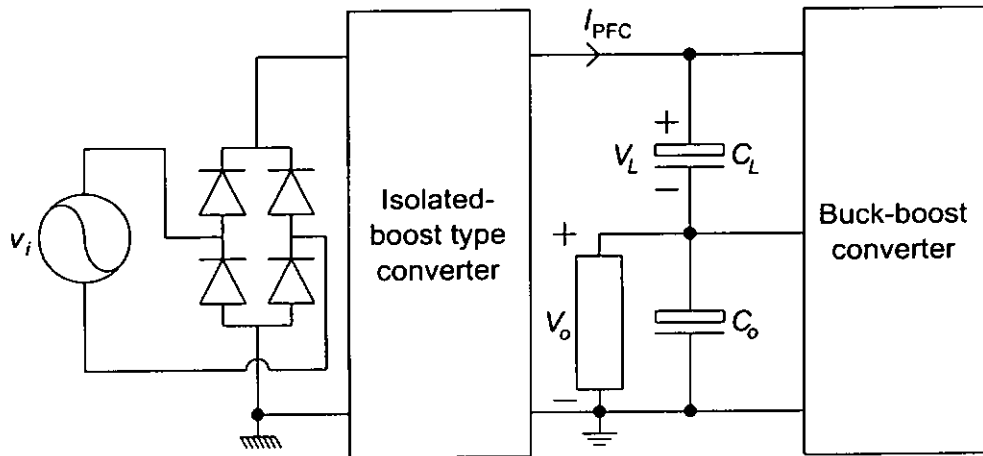 I_PFC
+
V_L
C_L
−
Isolated-
boost type
converter
Buck-boost
converter
v_i
+
V_o
C_o
−